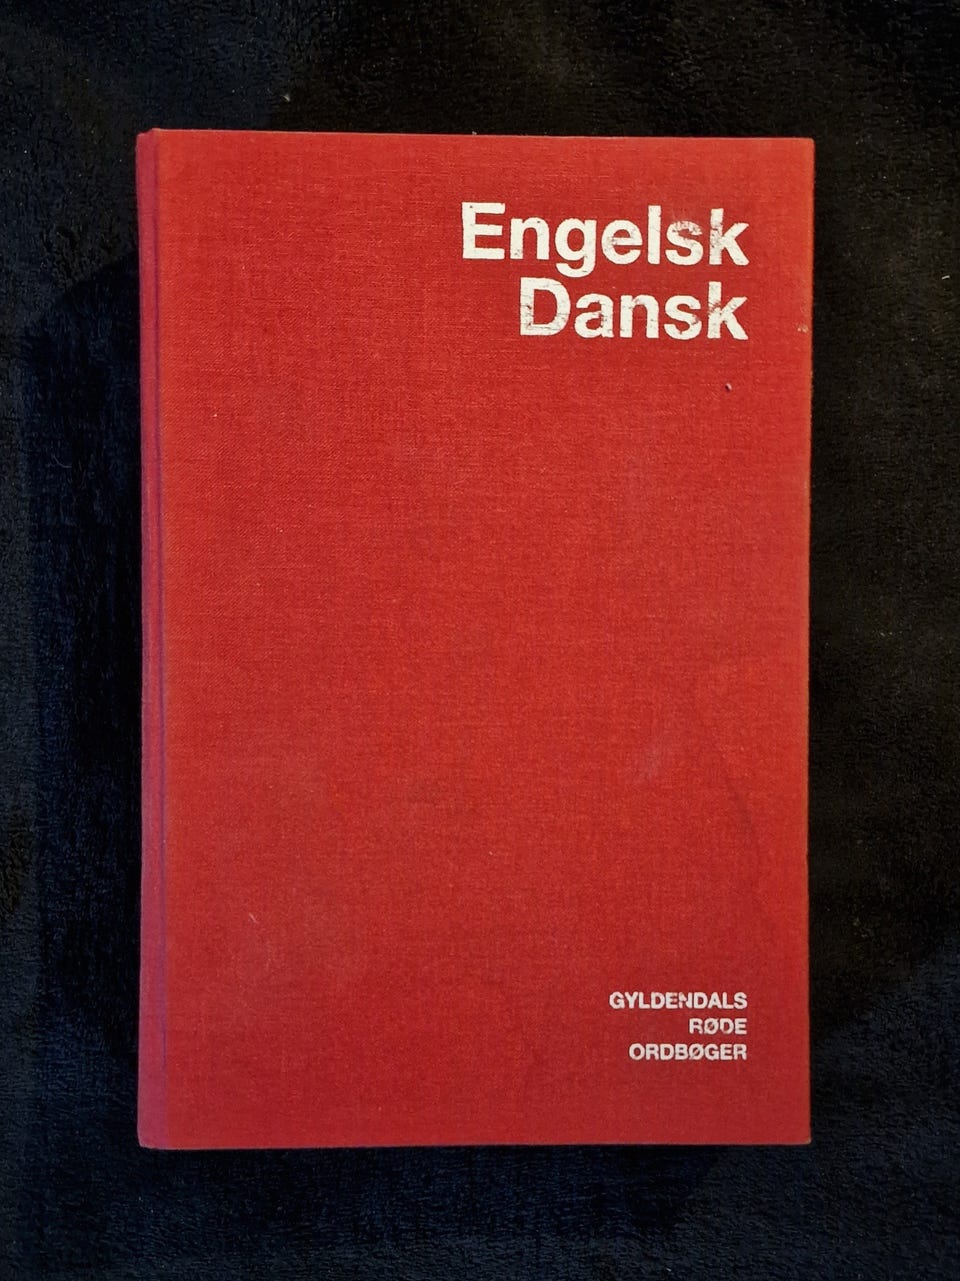 Engelsk
Dansk
GYLDENDALS
RØDE
ORDBØGER